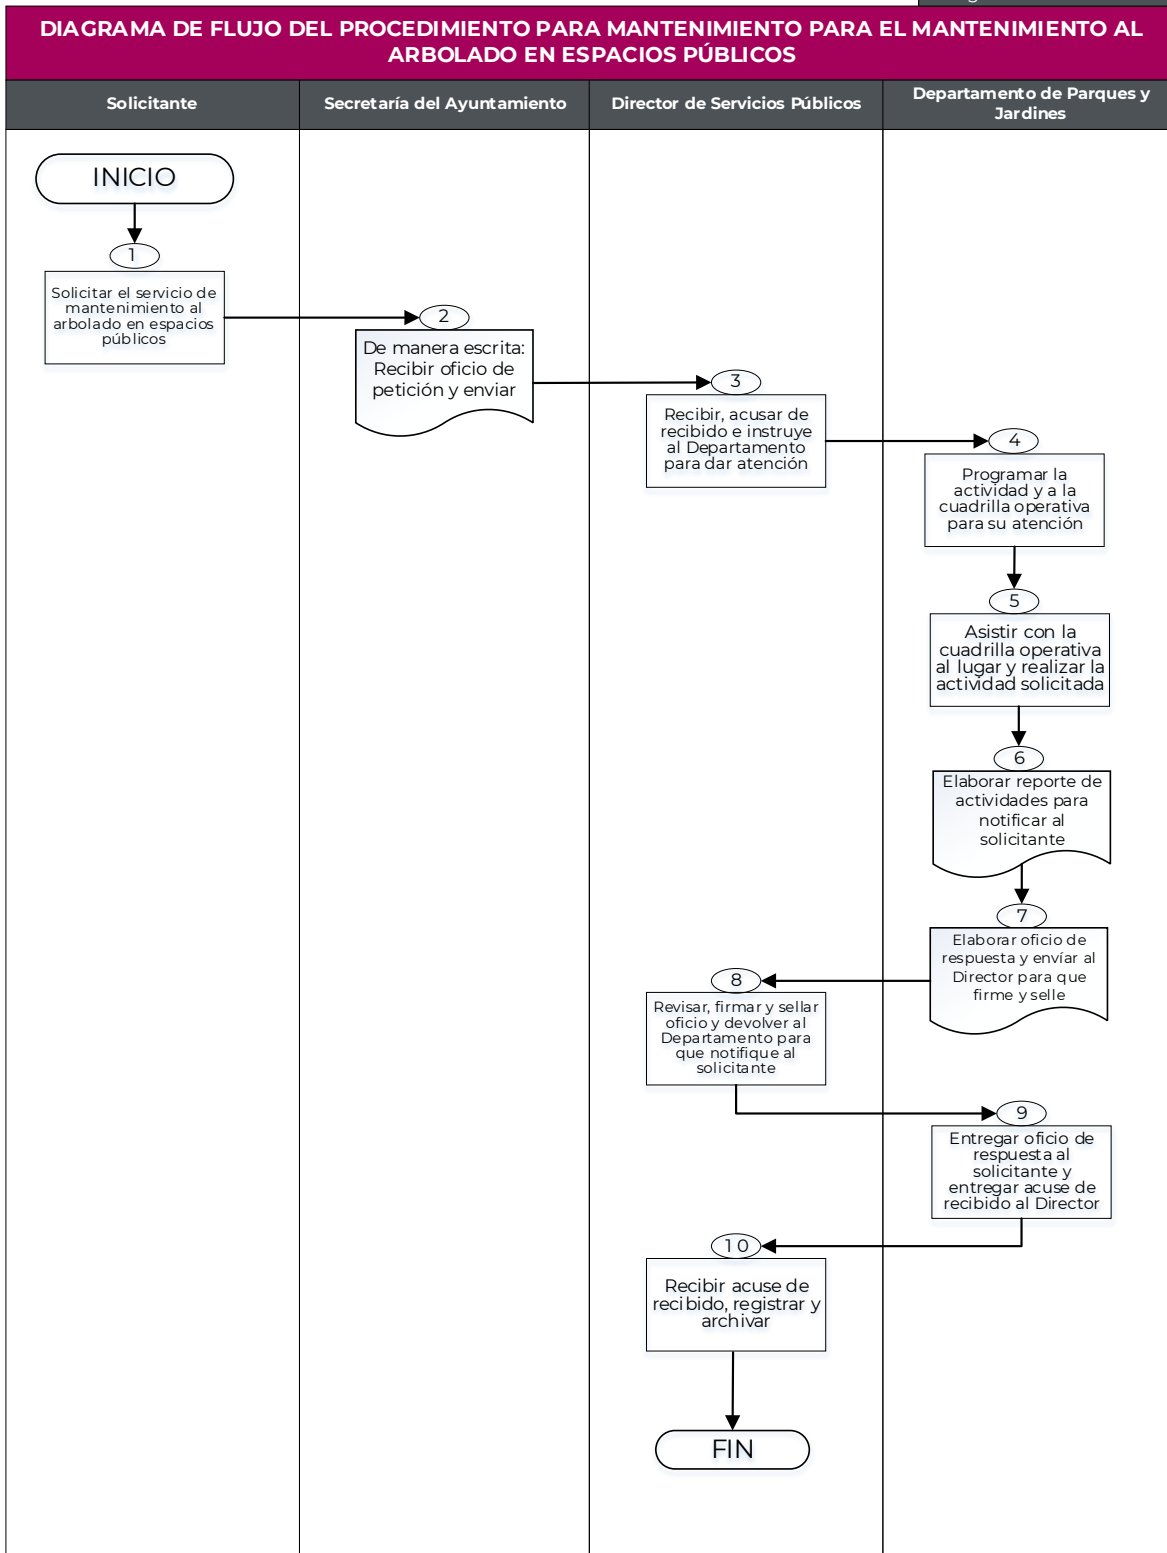 DIAGRAMA DE FLUJO DEL PROCEDIMIENTO PARA MANTENIMIENTO PARA EL MANTENIMIENTO AL
ARBOLADO EN ESPACIOS PÚBLICOS
Solicitante
Secretaría del Ayuntamiento
Director de Servicios Públicos
Departamento de Parques y
Jardines
INICIO
1
Solicitar el servicio de
mantenimiento al
arbolado en espacios
públicos
2
De manera escrita:
Recibir oficio de
petición y enviar
3
Recibir, acusar de
recibido e instruye
al Departamento
para dar atención
4
Programar la
actividad y a la
cuadrilla operativa
para su atención
5
Asistir con la
cuadrilla operativa
al lugar y realizar la
actividad solicitada
6
Elaborar reporte de
actividades para
notificar al
solicitante
7
Elaborar oficio de
respuesta y envíar al
Director para que
firme y selle
8
Revisar, firmar y sellar
oficio y devolver al
Departamento para
que notifique al
solicitante
9
Entregar oficio de
respuesta al
solicitante y
entregar acuse de
recibido al Director
10
Recibir acuse de
recibido, registrar y
archivar
FIN